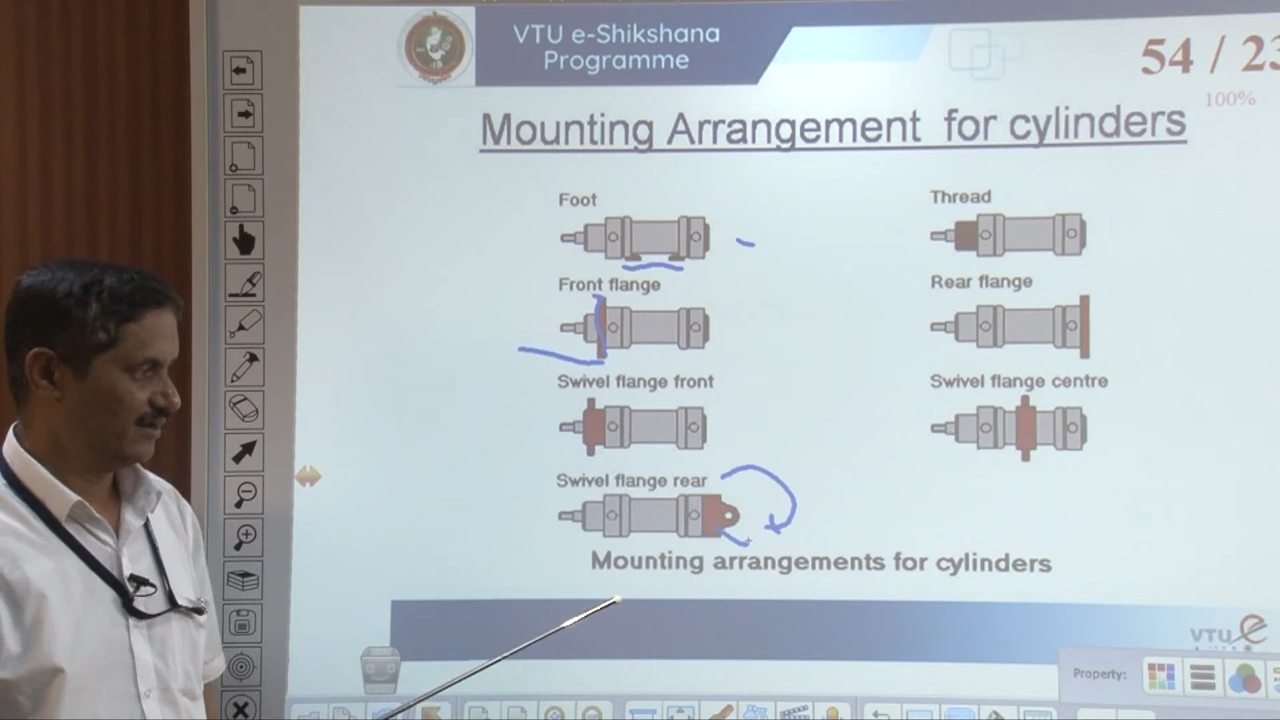 VTU e-Shikshana
Programme
54 / 23
100%
Mounting Arrangement for cylinders
Foot
Thread
Front flange
Rear flange
Swivel flange front
Swivel flange centre
Swivel flange rear
Mounting arrangements for cylinders
VTU e
Property: